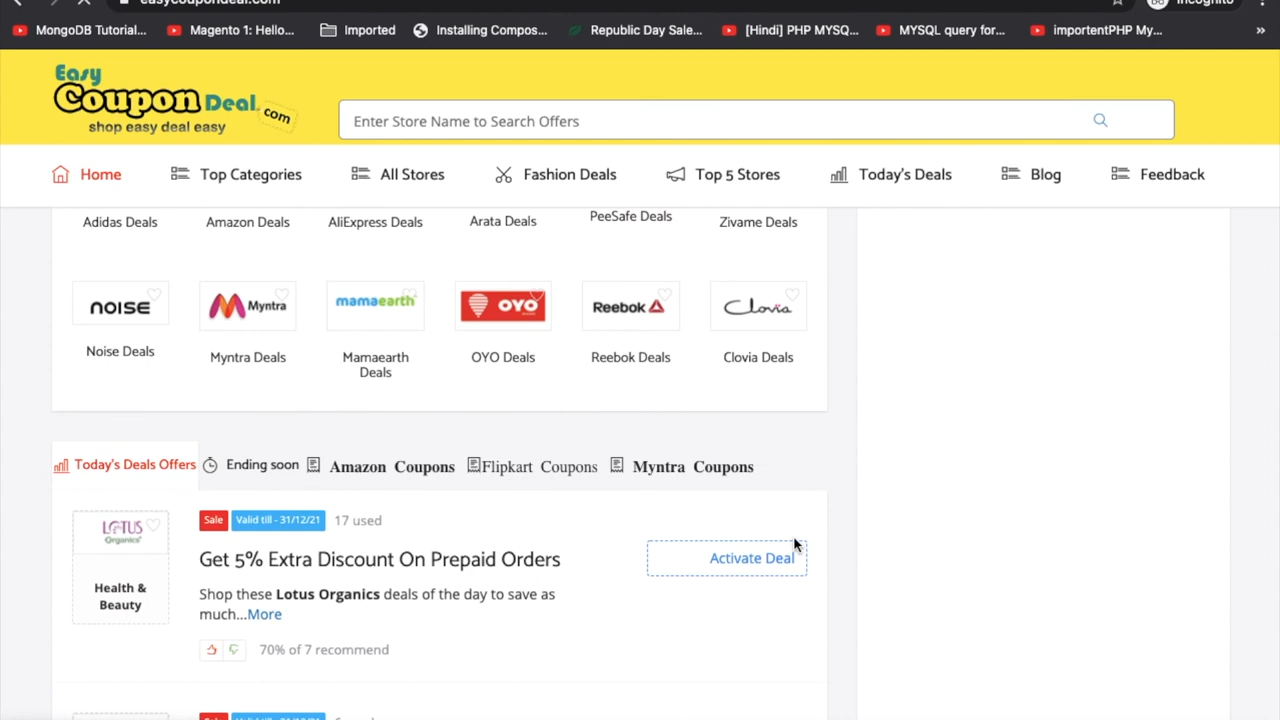 easycoupondeal.com
Incognito
MongoDB Tutorial...
Magento 1: Hello...
Imported
Installing Compos...
Republic Day Sale...
[Hindi] PHP MYSQ...
MYSQL query for...
importentPHP My...
»
Easy
Coupon Deal.com
shop easy deal easy
Enter Store Name to Search Offers
Home
Top Categories
All Stores
Fashion Deals
Top 5 Stores
Today's Deals
Blog
Feedback
Adidas Deals
Amazon Deals
AliExpress Deals
Arata Deals
PeeSafe Deals
Zivame Deals
noise
Myntra
mamaearth
OYO
Reebok
Clovia
Noise Deals
Myntra Deals
Mamaearth
Deals
OYO Deals
Reebok Deals
Clovia Deals
Today's Deals Offers
Ending soon
Amazon Coupons
Flipkart Coupons
Myntra Coupons
LOTUS
Organics
Health &
Beauty
Sale Valid till - 31/12/21 17 used
Get 5% Extra Discount On Prepaid Orders
Shop these Lotus Organics deals of the day to save as
much...More
70% of 7 recommend
Activate Deal